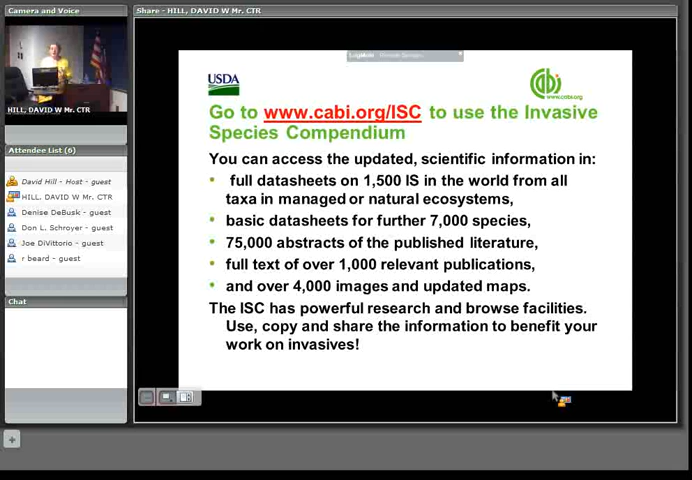 Camera and Voice
HILL, DAVID W Mr. CTR
Attendee List (6)
David Hill - Host - guest
HILL. DAVID W Mr. CTR
Denise DeBusk - guest
Don L. Schroyer - guest
Joe DiVittorio - guest
r beard - guest
Chat
Share - HILL, DAVID W Mr. CTR
USDA
cabi
www.cabi.org
Go to www.cabi.org/ISC to use the Invasive
Species Compendium
You can access the updated, scientific information in:
• full datasheets on 1,500 IS in the world from all
taxa in managed or natural ecosystems,
• basic datasheets for further 7,000 species,
• 75,000 abstracts of the published literature,
• full text of over 1,000 relevant publications,
• and over 4,000 images and updated maps.
The ISC has powerful research and browse facilities.
Use, copy and share the information to benefit your
work on invasives!